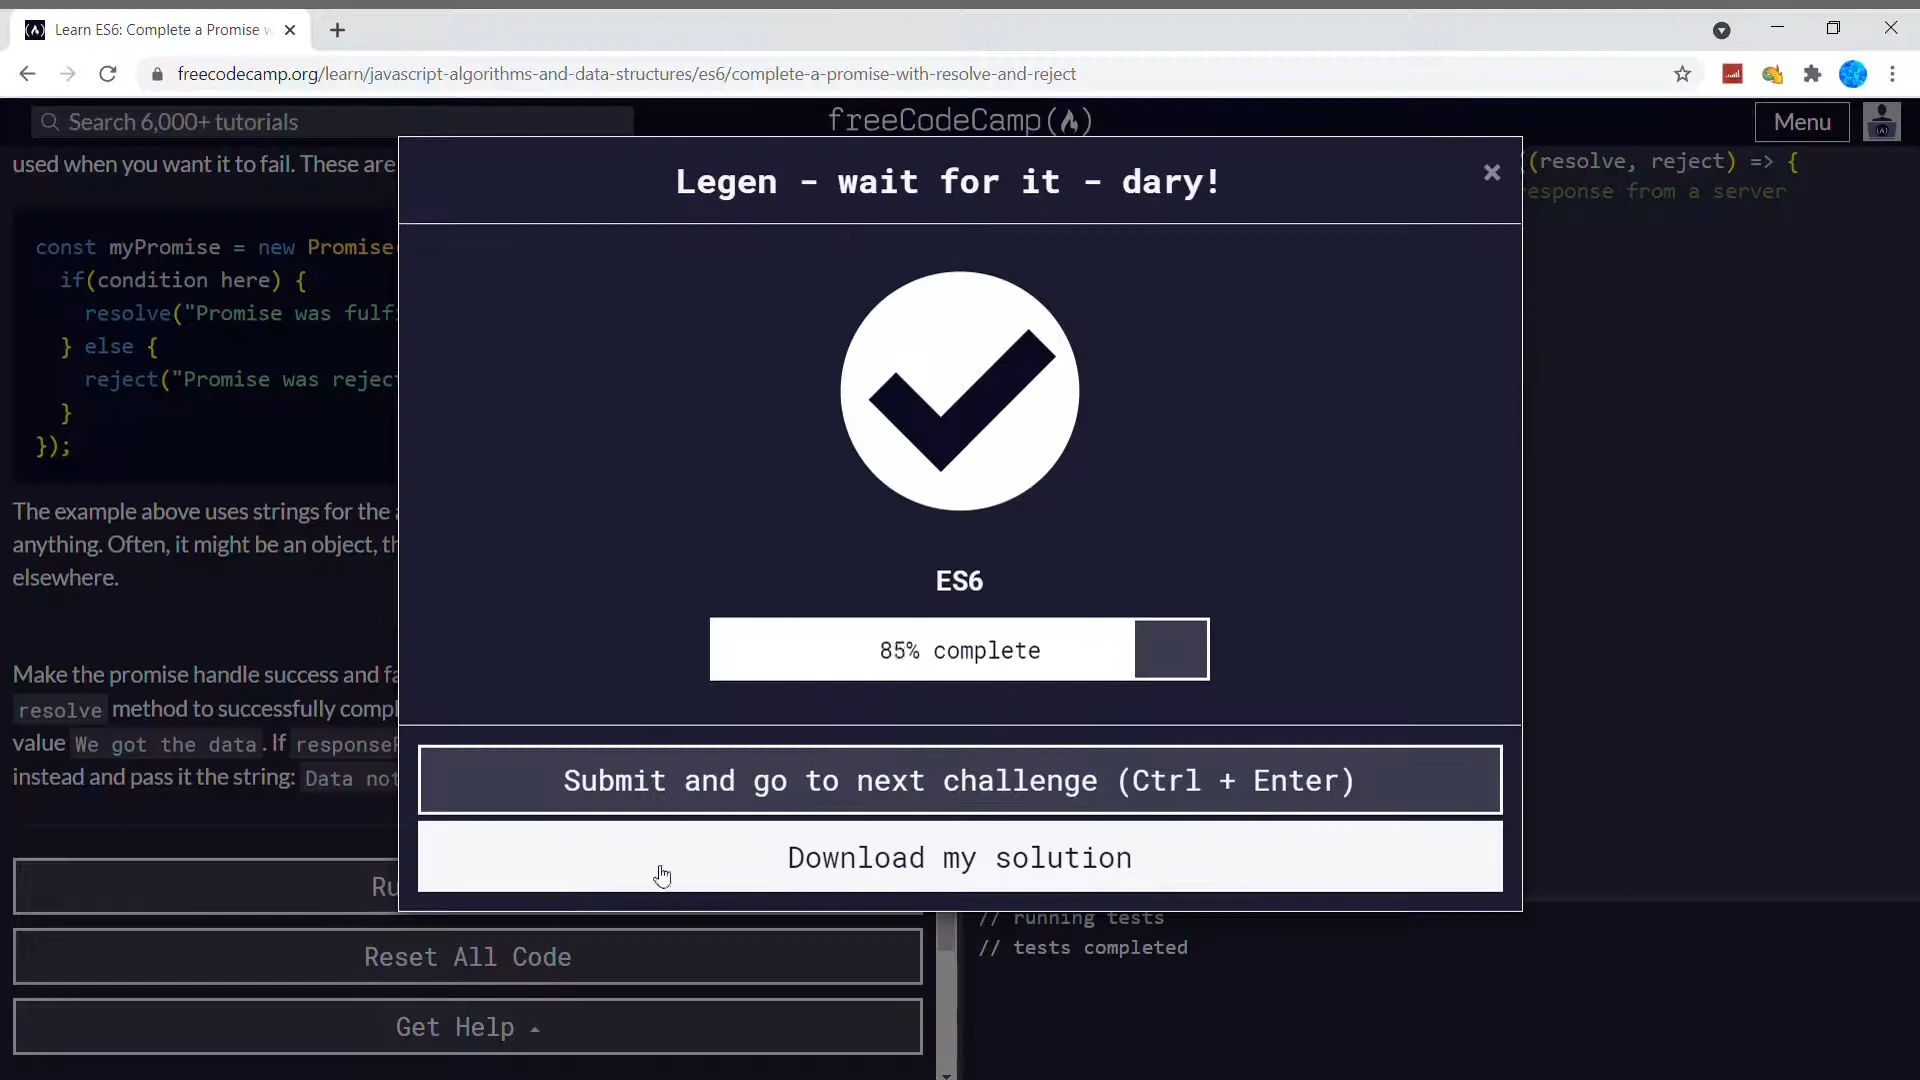 Learn ES6: Complete a Promise w
freecodecamp.org/learn/javascript-algorithms-and-data-structures/es6/complete-a-promise-with-resolve-and-reject
Search 6,000+ tutorials
freeCodeCamp(🔥)
Menu
used when you want it to fail. These are
const myPromise = new Promise
if(condition here) {
resolve("Promise was fulf
} else {
reject("Promise was reject
}
});
The example above uses strings for the a
anything. Often, it might be an object, th
elsewhere.
Make the promise handle success and fa
resolve method to successfully compl
value We got the data. If responseF
instead and pass it the string: Data not
Ru
Reset All Code
Get Help
Legen - wait for it - dary!
×
ES6
85% complete
Submit and go to next challenge (Ctrl + Enter)
Download my solution
((resolve, reject) => {
esponse from a server
// running tests
// tests completed